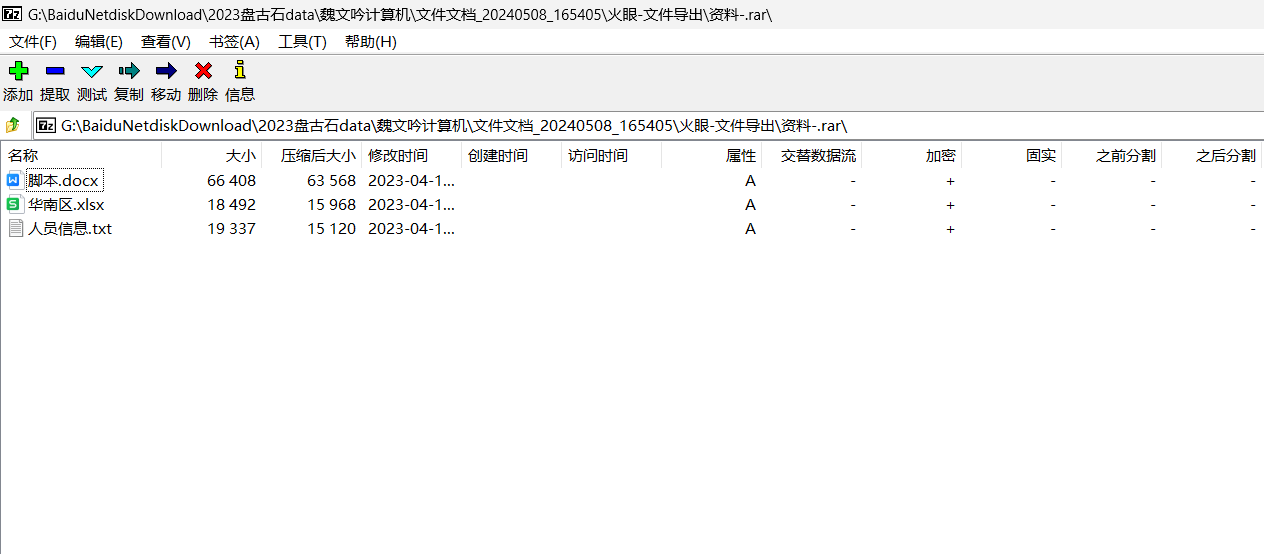 G:\BaiduNetdiskDownload\2023盘古石data\魏文吟计算机\文件文档_20240508_165405\火眼-文件导出\资料-.rar\
文件(F) 编辑(E) 查看(V) 书签(A) 工具(T) 帮助(H)
添加 提取 测试 复制 移动 删除 信息
G:\BaiduNetdiskDownload\2023盘古石data\魏文吟计算机\文件文档_20240508_165405\火眼-文件导出\资料-.rar\
名称 大小 压缩后大小 修改时间 创建时间 访问时间 属性 交替数据流 加密 固实 之前分割 之后分割
脚本.docx 66 408 63 568 2023-04-1... A - + - - -
华南区.xlsx 18 492 15 968 2023-04-1... A - + - - -
人员信息.txt 19 337 15 120 2023-04-1... A - + - - -